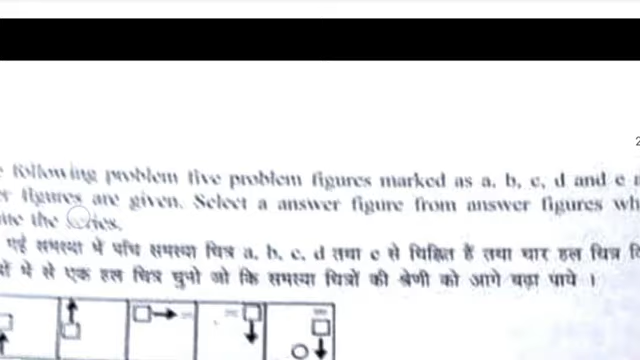 2
following problem five problem figures marked as a, b, c, d and e
figures are given. Select a answer figure from answer figures
the series.
गई समस्या में पांच समस्या चित्र a, b, c, d तथा e से चिह्नित हैं तथा चार हल चित्र
में से एक हल चित्र चुनो जो कि समस्या चित्रों की श्रेणी को आगे बढ़ा पाये ।